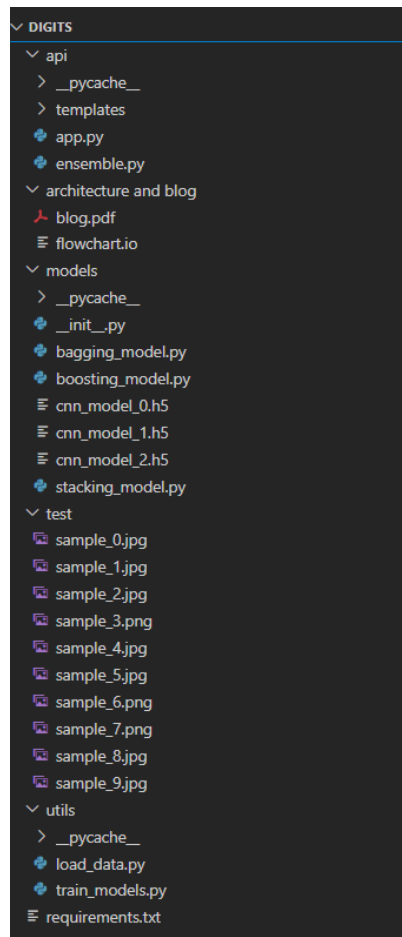 DIGITS
api
__pycache__
templates
app.py
ensemble.py
architecture and blog
blog.pdf
flowchart.io
models
__pycache__
__init__.py
bagging_model.py
boosting_model.py
cnn_model_0.h5
cnn_model_1.h5
cnn_model_2.h5
stacking_model.py
test
sample_0.jpg
sample_1.jpg
sample_2.jpg
sample_3.png
sample_4.jpg
sample_5.jpg
sample_6.png
sample_7.png
sample_8.jpg
sample_9.jpg
utils
__pycache__
load_data.py
train_models.py
requirements.txt